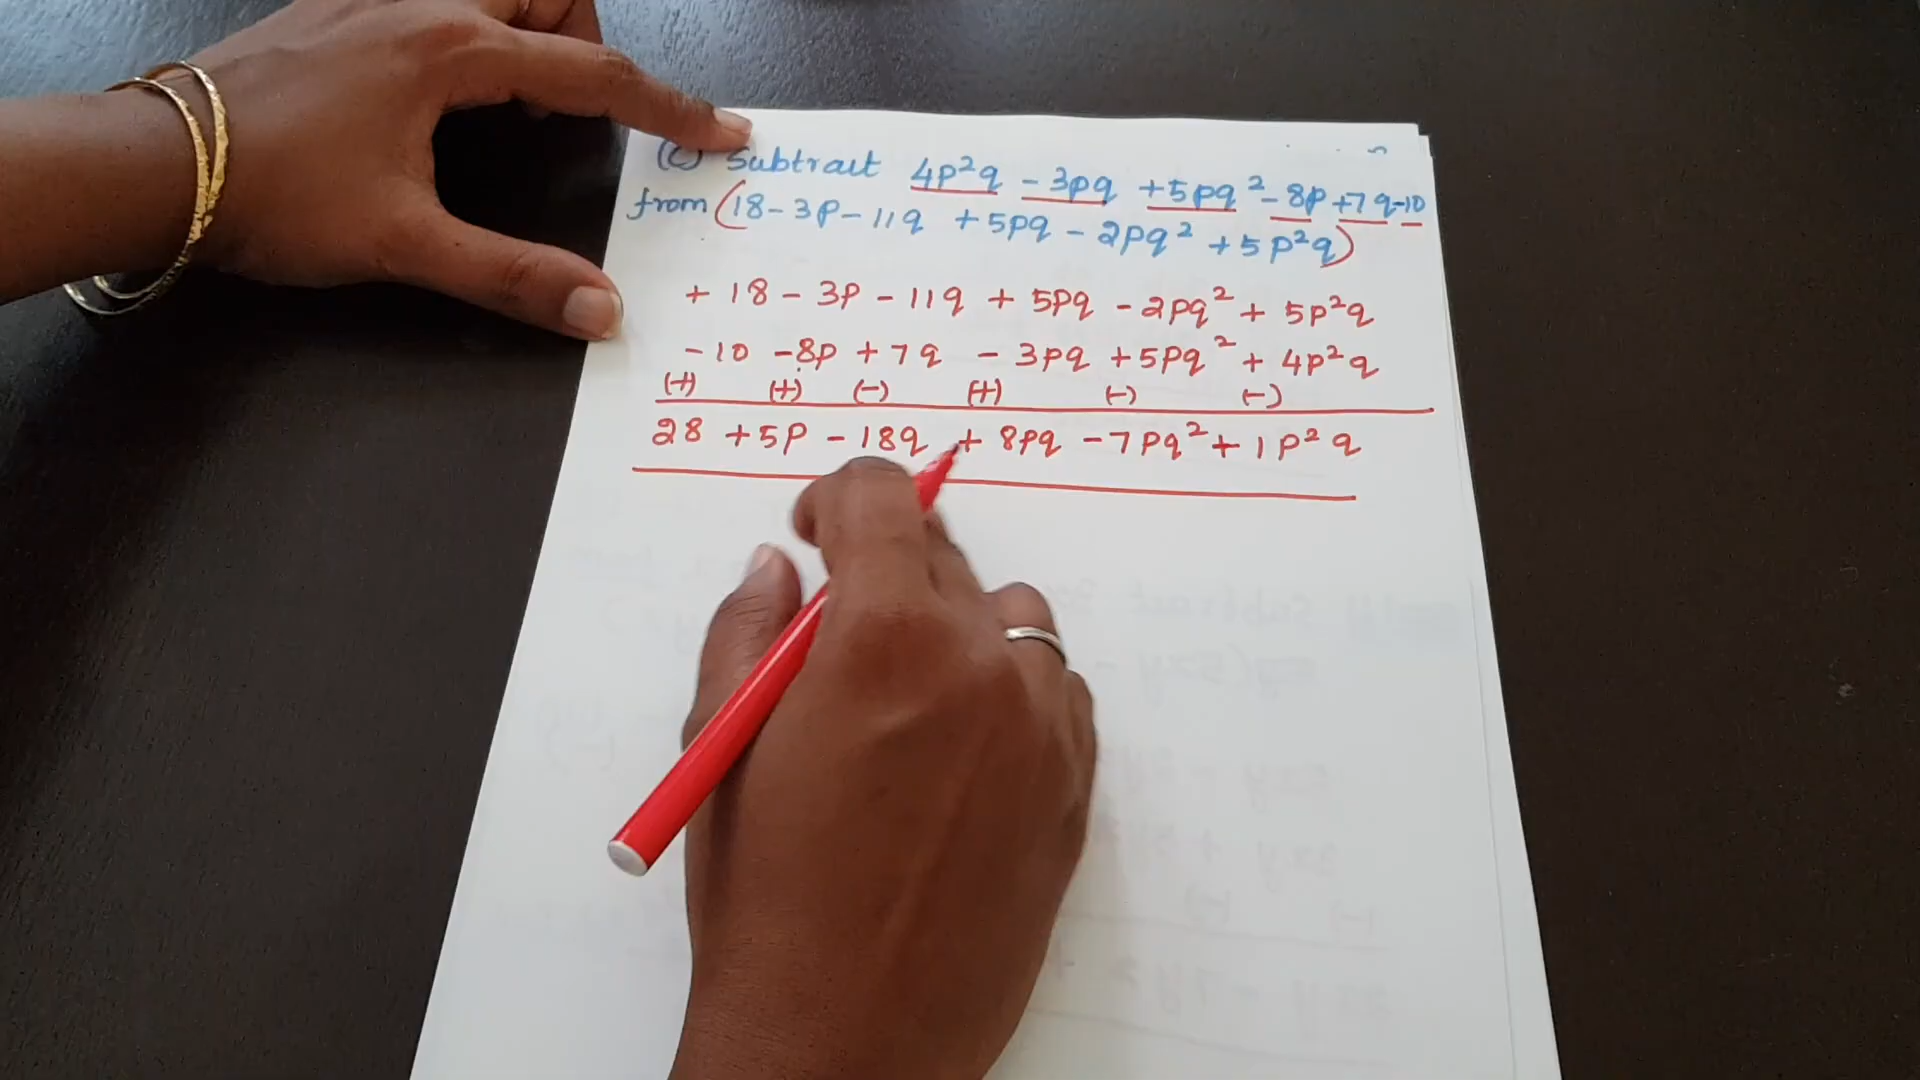 (C) Subtract 4p²q - 3pq + 5pq² - 8p + 7q - 10
from (18 - 3p - 11q + 5pq - 2pq² + 5p²q)
+ 18 - 3p - 11q + 5pq - 2pq² + 5p²q
- 10 - 8p + 7q - 3pq + 5pq² + 4p²q
(+) (+) (-) (+) (-) (-)
28 + 5p - 18q + 8pq - 7pq² + 1p²q